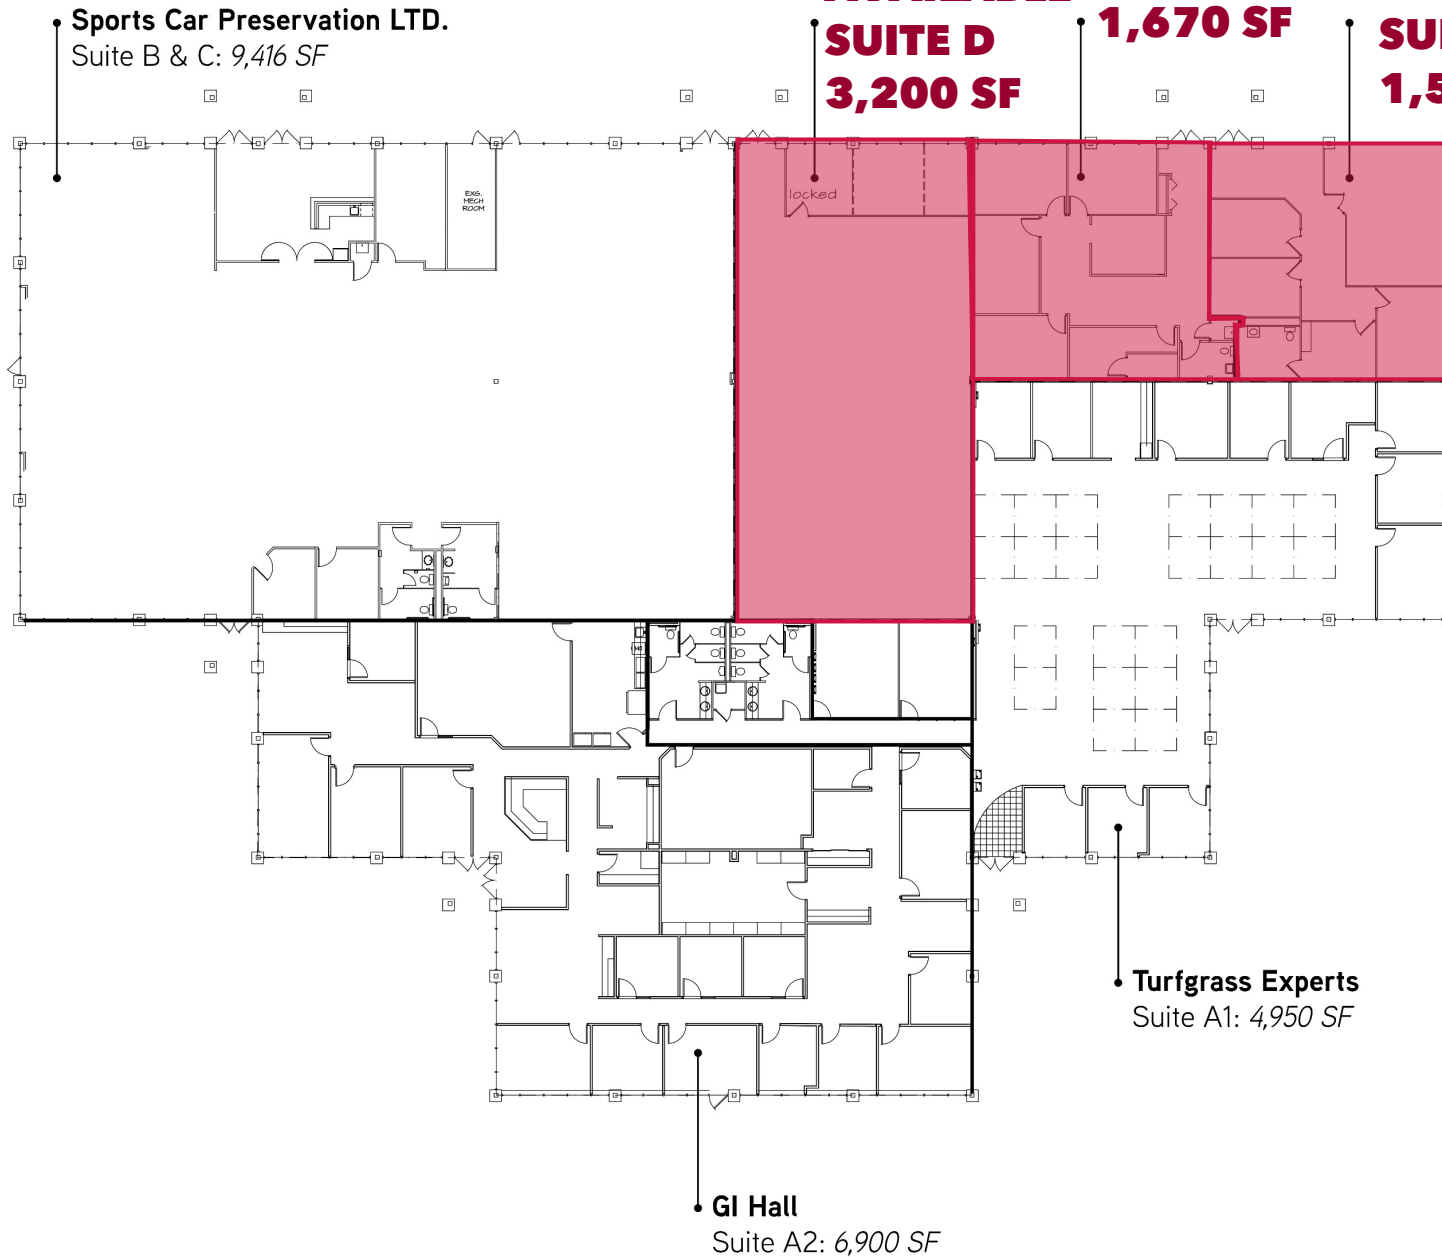 Sports Car Preservation LTD.
Suite B & C: 9,416 SF
AVAILABLE
SUITE D
3,200 SF
1,670 SF
EXG.
MECH
ROOM
locked
Turfgrass Experts
Suite A1: 4,950 SF
GI Hall
Suite A2: 6,900 SF